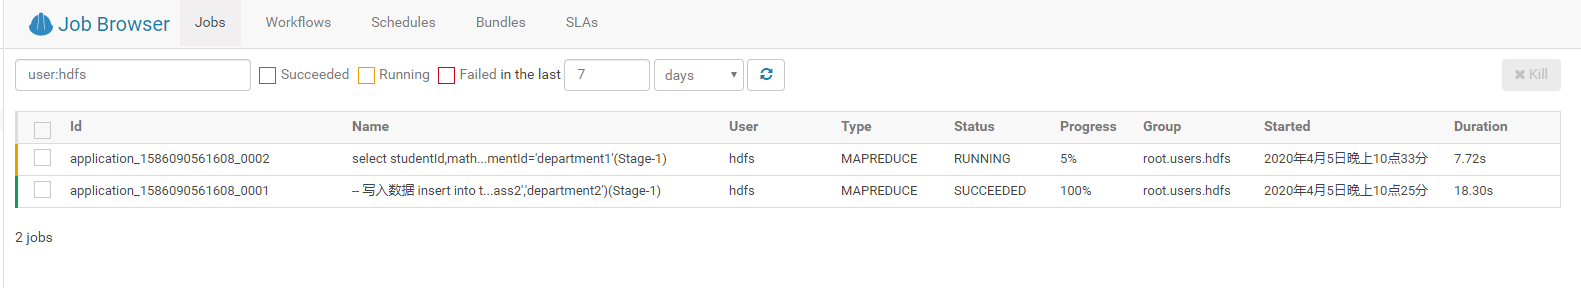 Job Browser Jobs Workflows Schedules Bundles SLAs
user:hdfs Succeeded Running Failed in the last 7 days Kill
Id Name User Type Status Progress Group Started Duration
application_1586090561608_0002 select studentId,math...mentId='department1'(Stage-1) hdfs MAPREDUCE RUNNING 5% root.users.hdfs 2020年4月5日晚上10点33分 7.72s
application_1586090561608_0001 -- 写入数据 insert into t...ass2','department2')(Stage-1) hdfs MAPREDUCE SUCCEEDED 100% root.users.hdfs 2020年4月5日晚上10点25分 18.30s
2 jobs